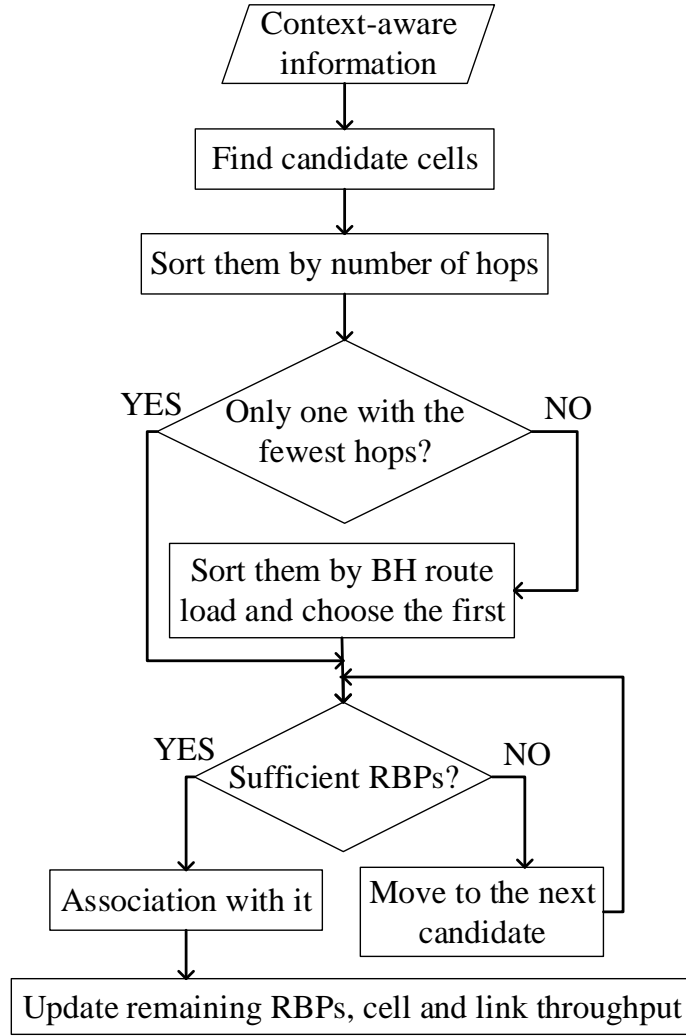 Context-aware
information
Find candidate cells
Sort them by number of hops
YES
NO
Only one with the
fewest hops?
Sort them by BH route
load and choose the first
YES
NO
Sufficient RBPs?
Association with it
Move to the next
candidate
Update remaining RBPs, cell and link throughput